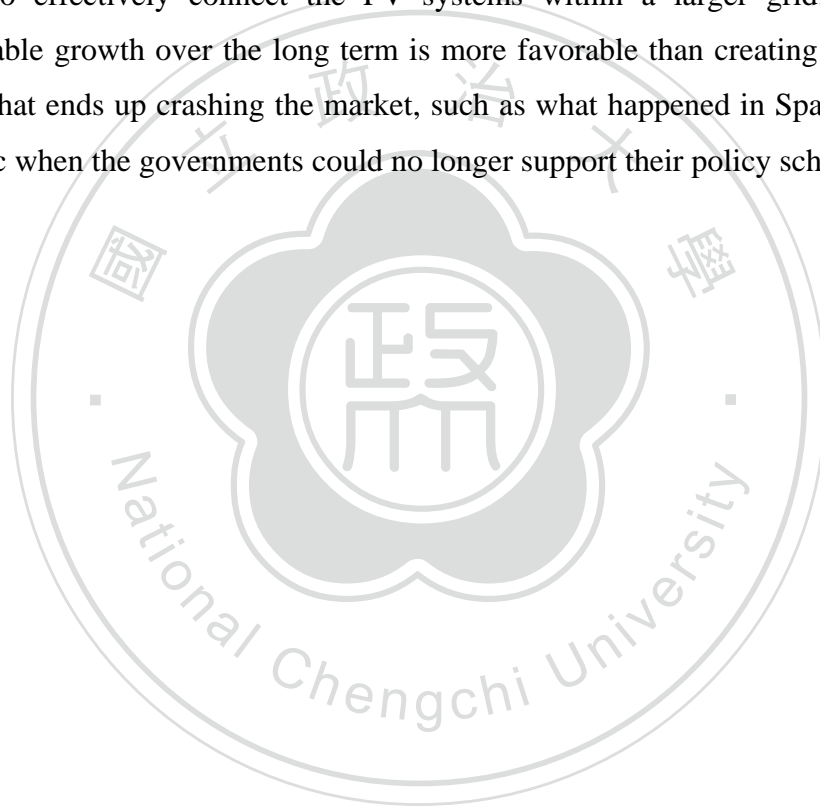 o effectively connect the PV systems within a larger grid
able growth over the long term is more favorable than creating
hat ends up crashing the market, such as what happened in Spa
c when the governments could no longer support their policy sch
國立政治大學
政
National Chengchi University